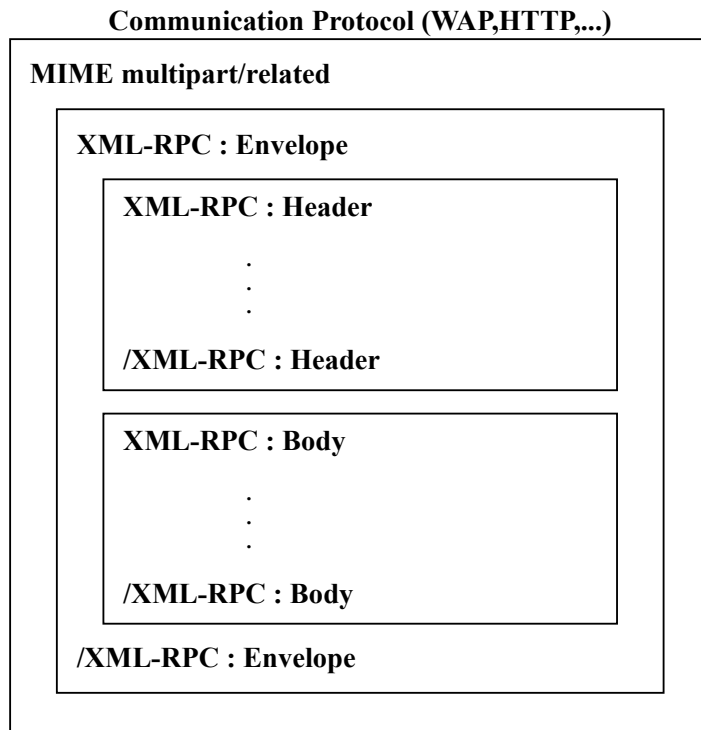 Communication Protocol (WAP,HTTP,...)
MIME multipart/related
XML-RPC : Envelope
XML-RPC : Header
.
.
.
/XML-RPC : Header
XML-RPC : Body
.
.
.
/XML-RPC : Body
/XML-RPC : Envelope